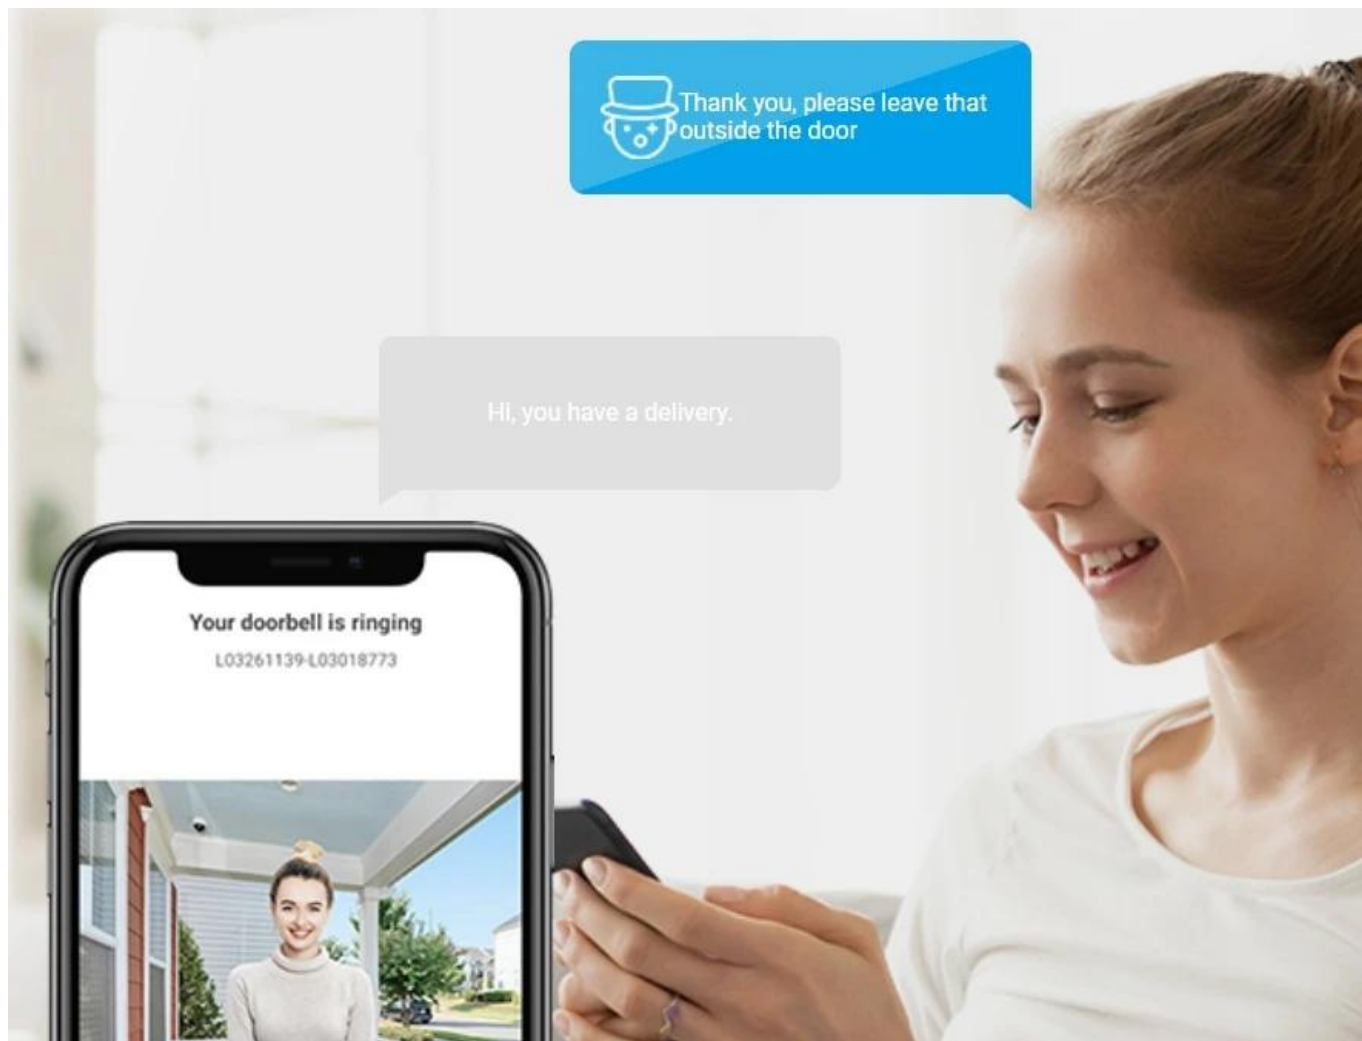 Thank you, please leave that
outside the door
Hi, you have a delivery.
Your doorbell is ringing
L03261139-L03018773